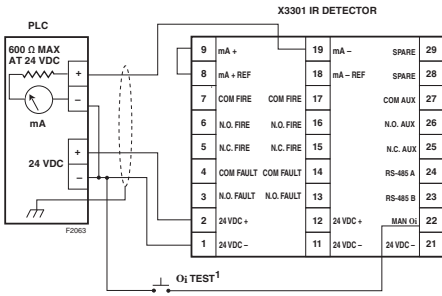 X3301 IR DETECTOR
PLC
600 Ω MAX
AT 24 VDC
+
–
mA
24 VDC
+
–
F2063
9 mA + 19 mA – SPARE 29
8 mA + REF 18 mA – REF SPARE 28
7 COM FIRE COM FIRE 17 COM AUX 27
6 N.O. FIRE N.O. FIRE 16 N.O. AUX 26
5 N.C. FIRE N.C. FIRE 15 N.C. AUX 25
4 COM FAULT COM FAULT 14 RS-485 A 24
3 N.O. FAULT N.O. FAULT 13 RS-485 B 23
2 24 VDC + 12 24 VDC + MAN Oi 22
1 24 VDC – 11 24 VDC – 24 VDC – 21
Oi TEST1